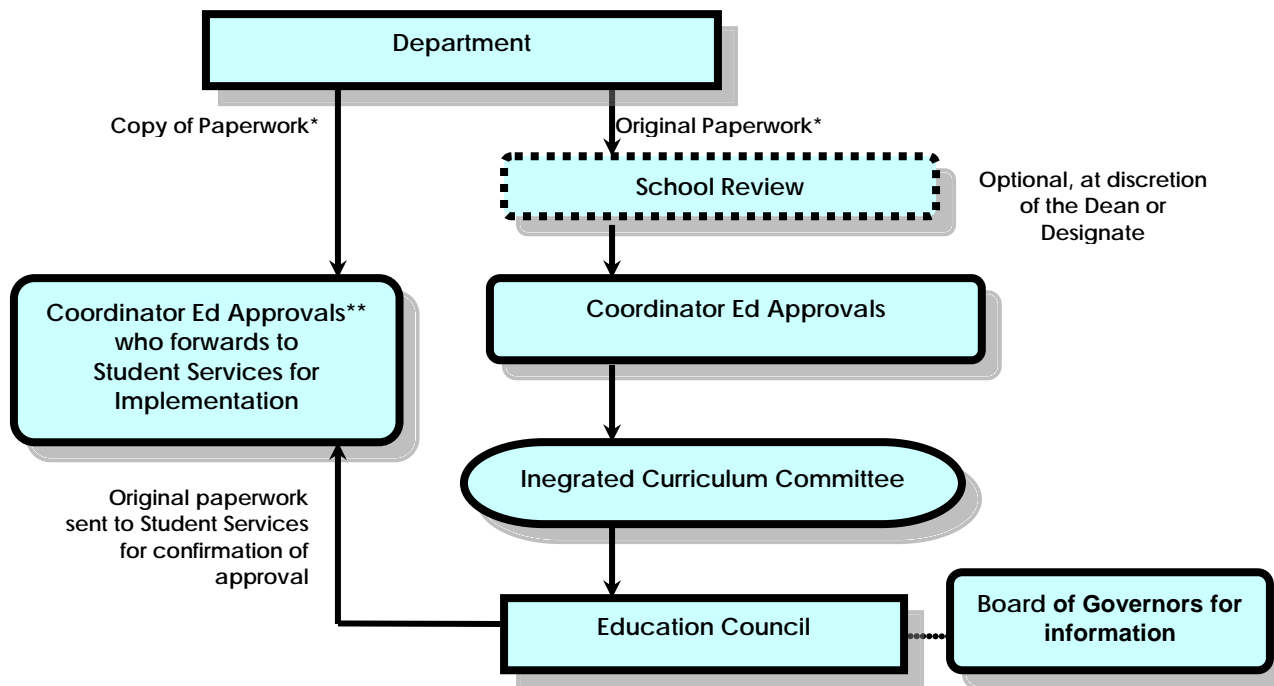 Department
Copy of Paperwork*
Original Paperwork*
School Review
Optional, at discretion
of the Dean or
Designate
Coordinator Ed Approvals**
who forwards to
Student Services for
Implementation
Coordinator Ed Approvals
Inegrated Curriculum Committee
Original paperwork
sent to Student Services
for confirmation of
approval
Education Council
Board of Governors for
information